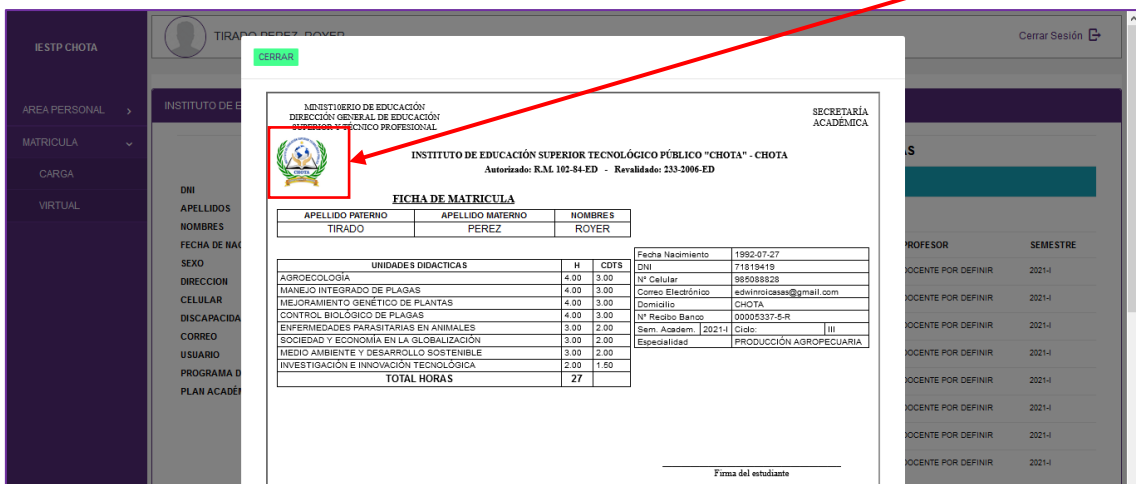 IESTP CHOTA
TIRADO PEREZ, ROYER
Cerrar Sesión
CERRAR
AREA PERSONAL
MATRICULA
CARGA
VIRTUAL
INSTITUTO DE E
MINIST10ERIO DE EDUCACIÓN
DIRECCIÓN GENERAL DE EDUCACIÓN
SUPERIOR Y TÉCNICO PROFESIONAL
SECRETARÍA
ACADÉMICA
INSTITUTO DE EDUCACIÓN SUPERIOR TECNOLÓGICO PÚBLICO "CHOTA" - CHOTA
Autorizado: R.M. 102-84-ED - Revalidado: 233-2006-ED
FICHA DE MATRICULA
APELLIDO PATERNO APELLIDO MATERNO NOMBRES
TIRADO PEREZ ROYER
UNIDADES DIDACTICAS H CDTS
AGROECOLOGÍA 4.00 3.00
MANEJO INTEGRADO DE PLAGAS 4.00 3.00
MEJORAMIENTO GENÉTICO DE PLANTAS 4.00 3.00
CONTROL BIOLÓGICO DE PLAGAS 4.00 3.00
ENFERMEDADES PARASITARIAS EN ANIMALES 3.00 2.00
SOCIEDAD Y ECONOMÍA EN LA GLOBALIZACIÓN 3.00 2.00
MEDIO AMBIENTE Y DESARROLLO SOSTENIBLE 3.00 2.00
INVESTIGACIÓN E INNOVACIÓN TECNOLÓGICA 2.00 1.50
TOTAL HORAS 27
Fecha Nacimiento 1992-07-27
DNI 71819419
N° Celular 985088828
Correo Electrónico edwinroicasas@gmail.com
Domicilio CHOTA
N° Recibo Banco 00005337-5-R
Sem. Academ. 2021-I Ciclo: III
Especialidad PRODUCCIÓN AGROPECUARIA
Firma del estudiante
DNI
APELLIDOS
NOMBRES
FECHA DE NAC
SEXO
DIRECCION
CELULAR
DISCAPACIDA
CORREO
USUARIO
PROGRAMA D
PLAN ACADÉM
AS
PROFESOR SEMESTRE
DOCENTE POR DEFINIR 2021-I
DOCENTE POR DEFINIR 2021-I
DOCENTE POR DEFINIR 2021-I
DOCENTE POR DEFINIR 2021-I
DOCENTE POR DEFINIR 2021-I
DOCENTE POR DEFINIR 2021-I
DOCENTE POR DEFINIR 2021-I
DOCENTE POR DEFINIR 2021-I